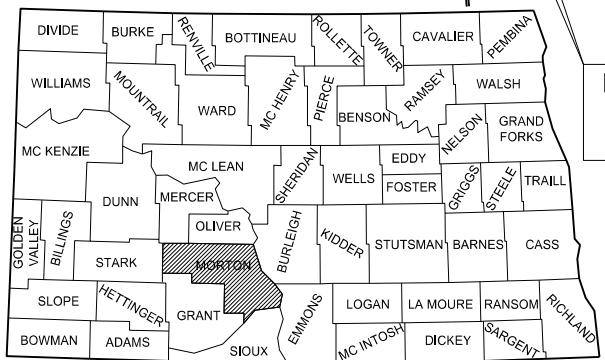 DIVIDE
BURKE
RENVILLE
BOTTINEAU
ROLLETTE
TOWNER
CAVALIER
PEMBINA
WILLIAMS
MOUNTRAIL
WARD
MC HENRY
PIERCE
BENSON
RAMSEY
WALSH
NELSON
GRAND
FORKS
MC KENZIE
MC LEAN
SHERIDAN
WELLS
EDDY
FOSTER
GRIGGS
STEELE
TRAILL
DUNN
MERCER
OLIVER
GOLDEN
VALLEY
BILLINGS
STARK
MORTON
BURLEIGH
KIDDER
STUTSMAN
BARNES
CASS
SLOPE
HETTINGER
GRANT
EMMONS
LOGAN
LA MOURE
RANSOM
RICHLAND
BOWMAN
ADAMS
SIOUX
MC INTOSH
DICKEY
SARGENT